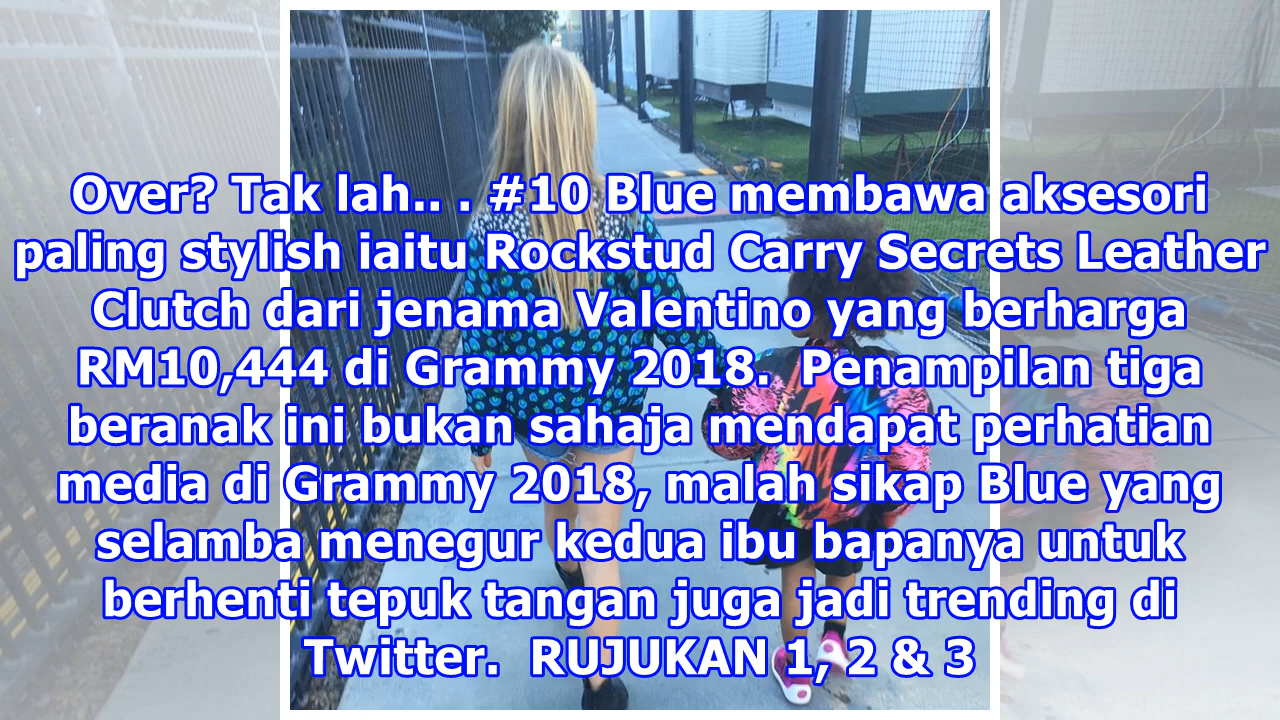 Over? Tak lah.. . #10 Blue membawa aksesori
paling stylish iaitu Rockstud Carry Secrets Leather
Clutch dari jenama Valentino yang berharga
RM10,444 di Grammy 2018.  Penampilan tiga
beranak ini bukan sahaja mendapat perhatian
media di Grammy 2018, malah sikap Blue yang
selamba menegur kedua ibu bapanya untuk
berhenti tepuk tangan juga jadi trending di
Twitter.  RUJUKAN 1, 2 & 3